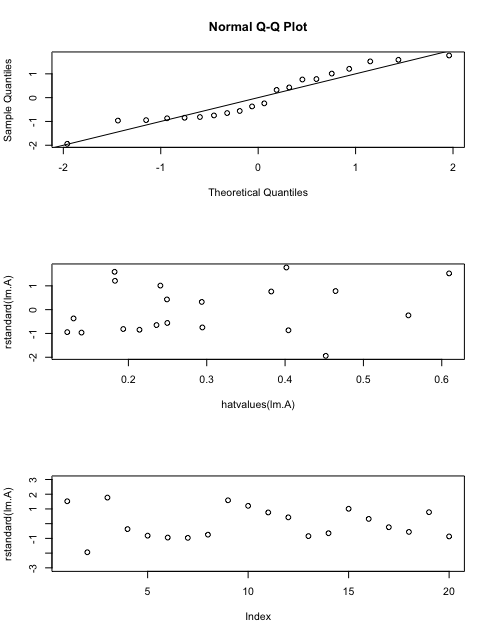 Normal Q-Q Plot
Sample Quantiles
1
0
-1
-2
-2 -1 0 1 2
Theoretical Quantiles
rstandard(lm.A)
1
0
-1
-2
0.2 0.3 0.4 0.5 0.6
hatvalues(lm.A)
rstandard(lm.A)
3
2
1
-1
-3
5 10 15 20
Index